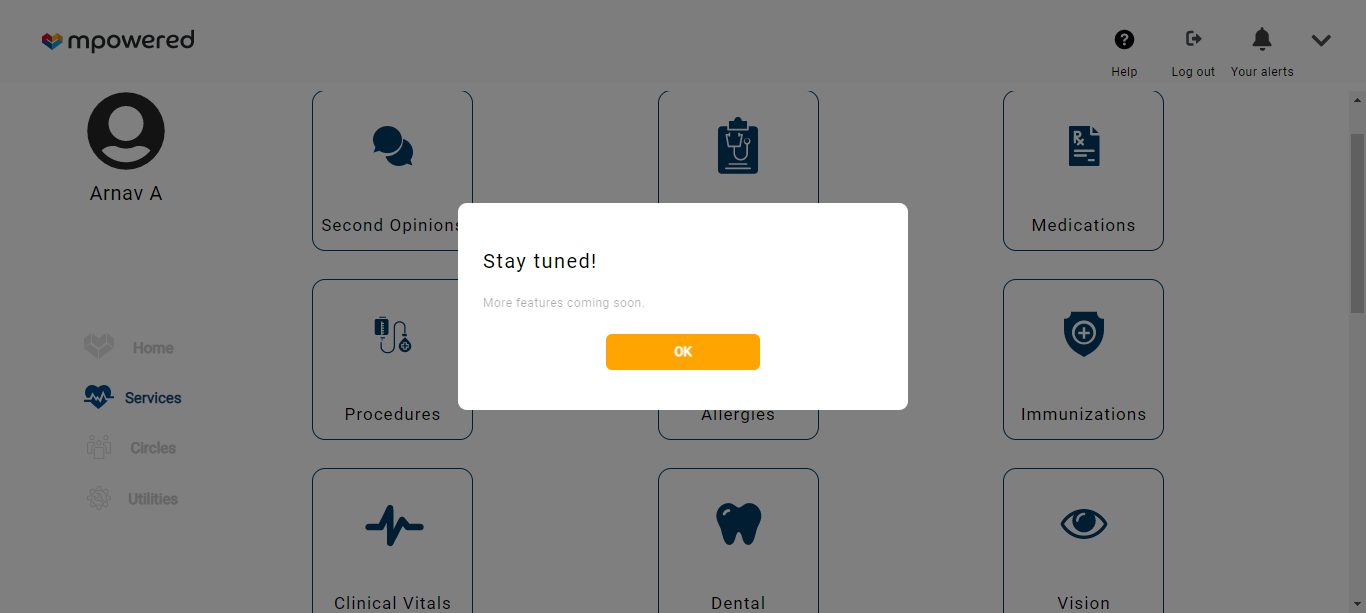 mpowered
Help
Log out
Your alerts
Arnav A
Second Opinions
Medications
Stay tuned!
More features coming soon.
OK
Home
Services
Circles
Utilities
Procedures
Allergies
Immunizations
Clinical Vitals
Dental
Vision